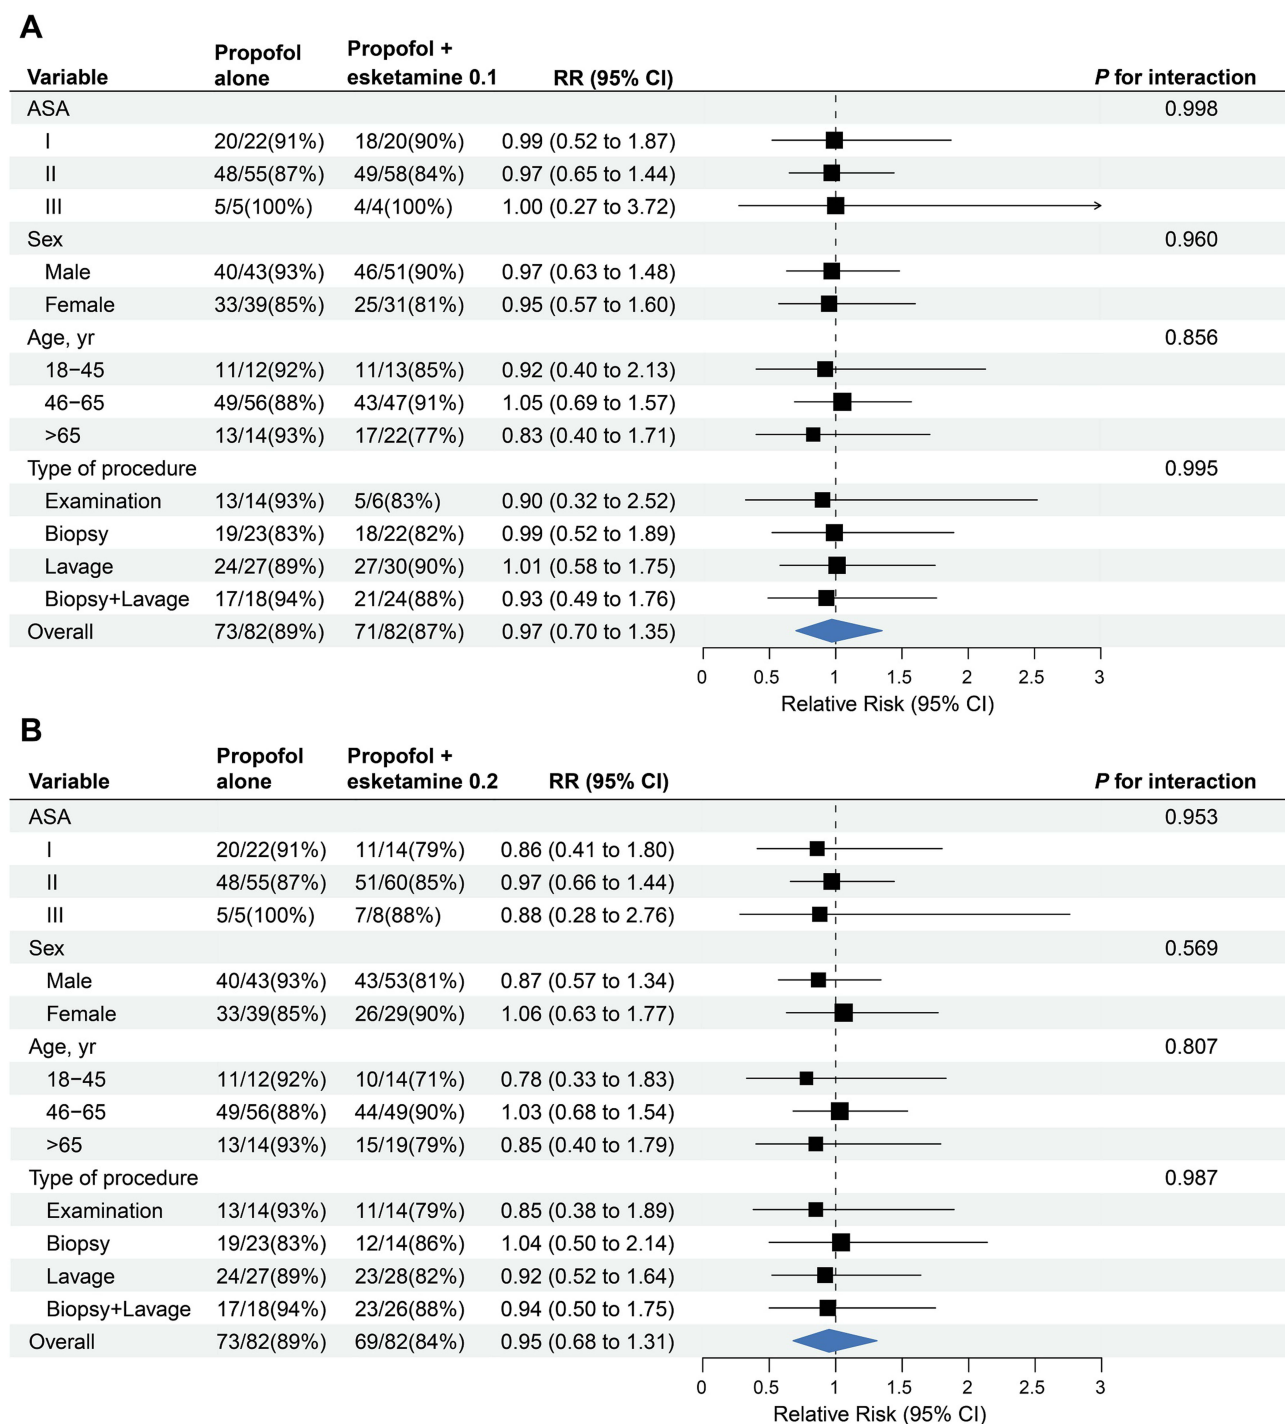 A
Variable Propofol alone Propofol + esketamine 0.1 RR (95% CI) P for interaction
ASA 0.998
I 20/22(91%) 18/20(90%) 0.99 (0.52 to 1.87)
II 48/55(87%) 49/58(84%) 0.97 (0.65 to 1.44)
III 5/5(100%) 4/4(100%) 1.00 (0.27 to 3.72)
Sex 0.960
Male 40/43(93%) 46/51(90%) 0.97 (0.63 to 1.48)
Female 33/39(85%) 25/31(81%) 0.95 (0.57 to 1.60)
Age, yr 0.856
18−45 11/12(92%) 11/13(85%) 0.92 (0.40 to 2.13)
46−65 49/56(88%) 43/47(91%) 1.05 (0.69 to 1.57)
>65 13/14(93%) 17/22(77%) 0.83 (0.40 to 1.71)
Type of procedure 0.995
Examination 13/14(93%) 5/6(83%) 0.90 (0.32 to 2.52)
Biopsy 19/23(83%) 18/22(82%) 0.99 (0.52 to 1.89)
Lavage 24/27(89%) 27/30(90%) 1.01 (0.58 to 1.75)
Biopsy+Lavage 17/18(94%) 21/24(88%) 0.93 (0.49 to 1.76)
Overall 73/82(89%) 71/82(87%) 0.97 (0.70 to 1.35)
0 0.5 1 1.5 2 2.5 3
Relative Risk (95% CI)
B
Variable Propofol alone Propofol + esketamine 0.2 RR (95% CI) P for interaction
ASA 0.953
I 20/22(91%) 11/14(79%) 0.86 (0.41 to 1.80)
II 48/55(87%) 51/60(85%) 0.97 (0.66 to 1.44)
III 5/5(100%) 7/8(88%) 0.88 (0.28 to 2.76)
Sex 0.569
Male 40/43(93%) 43/53(81%) 0.87 (0.57 to 1.34)
Female 33/39(85%) 26/29(90%) 1.06 (0.63 to 1.77)
Age, yr 0.807
18−45 11/12(92%) 10/14(71%) 0.78 (0.33 to 1.83)
46−65 49/56(88%) 44/49(90%) 1.03 (0.68 to 1.54)
>65 13/14(93%) 15/19(79%) 0.85 (0.40 to 1.79)
Type of procedure 0.987
Examination 13/14(93%) 11/14(79%) 0.85 (0.38 to 1.89)
Biopsy 19/23(83%) 12/14(86%) 1.04 (0.50 to 2.14)
Lavage 24/27(89%) 23/28(82%) 0.92 (0.52 to 1.64)
Biopsy+Lavage 17/18(94%) 23/26(88%) 0.94 (0.50 to 1.75)
Overall 73/82(89%) 69/82(84%) 0.95 (0.68 to 1.31)
0 0.5 1 1.5 2 2.5 3
Relative Risk (95% CI)